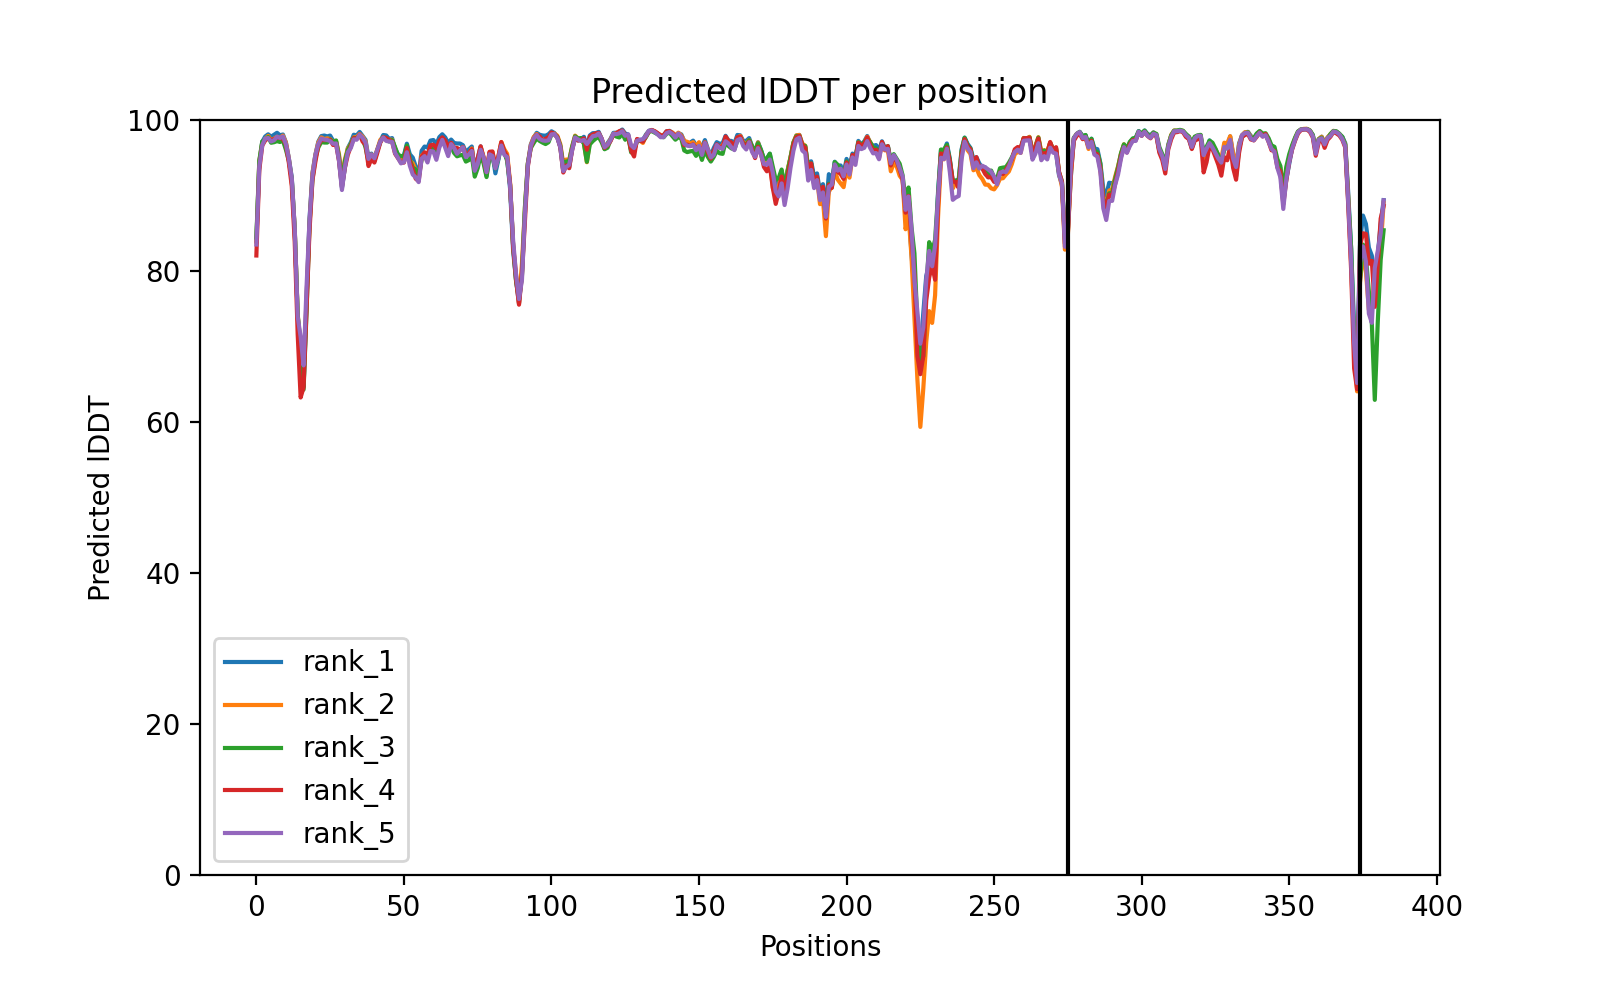 Predicted lDDT per position
100
80
60
40
20
0
Predicted lDDT
rank_1
rank_2
rank_3
rank_4
rank_5
0 50 100 150 200 250 300 350 400
Positions